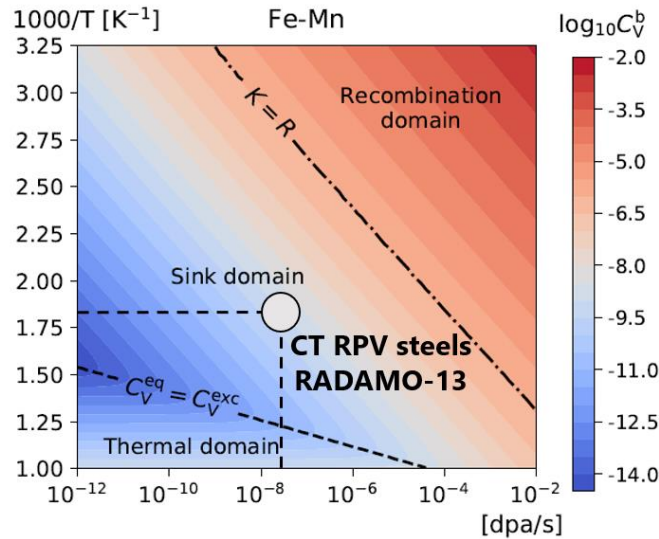 1000/T [K⁻¹] Fe-Mn log₁₀C_V^b
3.25
3.00
2.75
2.50
2.25
2.00
1.75
1.50
1.25
1.00
K = R
Recombination
domain
Sink domain
CT RPV steels
RADAMO-13
C_V^eq = C_V^exc
Thermal domain
10⁻¹² 10⁻¹⁰ 10⁻⁸ 10⁻⁶ 10⁻⁴ 10⁻²
[dpa/s]
-2.0
-3.5
-5.0
-6.5
-8.0
-9.5
-11.0
-12.5
-14.0